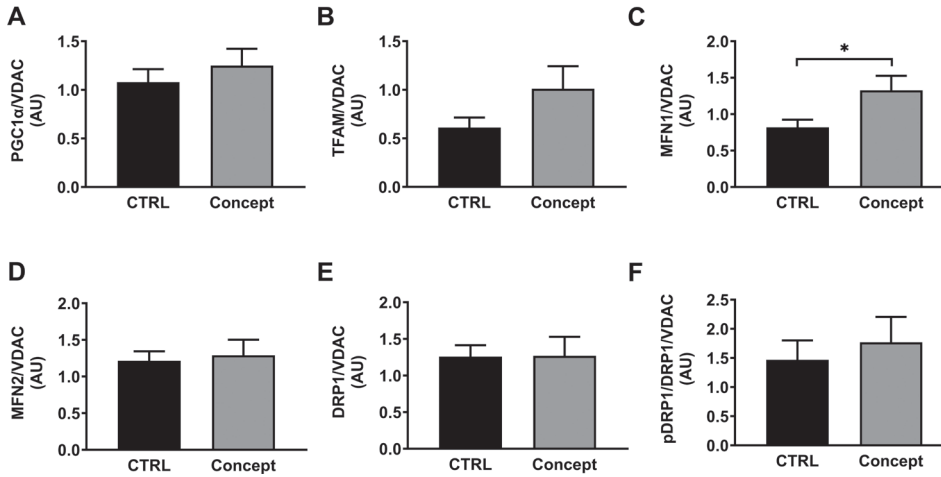 A
PGC1α/VDAC
(AU)
1.5
1.0
0.5
0.0
CTRL Concept
B
TFAM/VDAC
(AU)
1.5
1.0
0.5
0.0
CTRL Concept
C
MFN1/VDAC
(AU)
2.0
1.5
1.0
0.5
0.0
*
CTRL Concept
D
MFN2/VDAC
(AU)
2.0
1.5
1.0
0.5
0.0
CTRL Concept
E
DRP1/VDAC
(AU)
2.0
1.5
1.0
0.5
0.0
CTRL Concept
F
pDRP1/DRP1/VDAC
(AU)
2.5
2.0
1.5
1.0
0.5
0.0
CTRL Concept